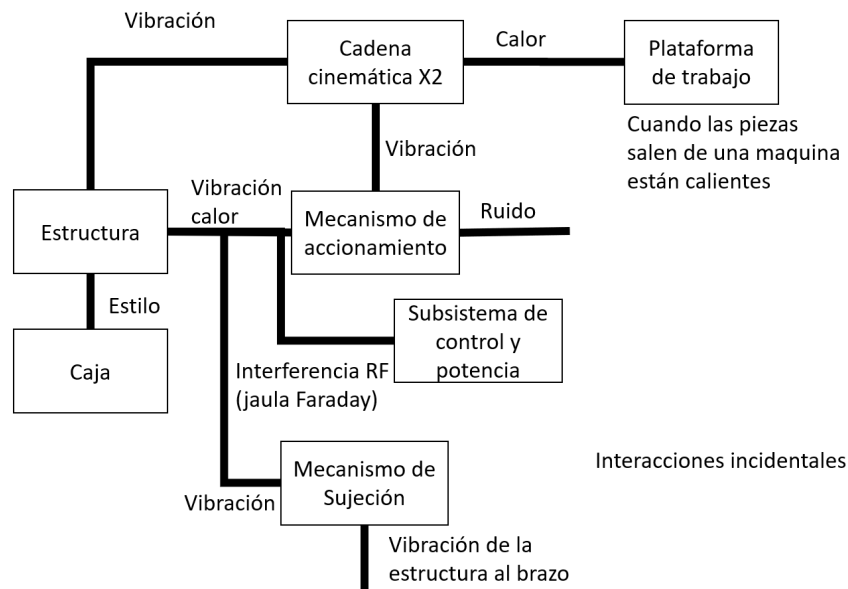 Vibración
Cadena
cinemática X2
Calor
Plataforma
de trabajo
Cuando las piezas
salen de una maquina
están calientes
Vibración
Vibración
calor
Estructura
Mecanismo de
accionamiento
Ruido
Estilo
Caja
Subsistema de
control y
potencia
Interferencia RF
(jaula Faraday)
Mecanismo de
Sujeción
Vibración
Interacciones incidentales
Vibración de la
estructura al brazo